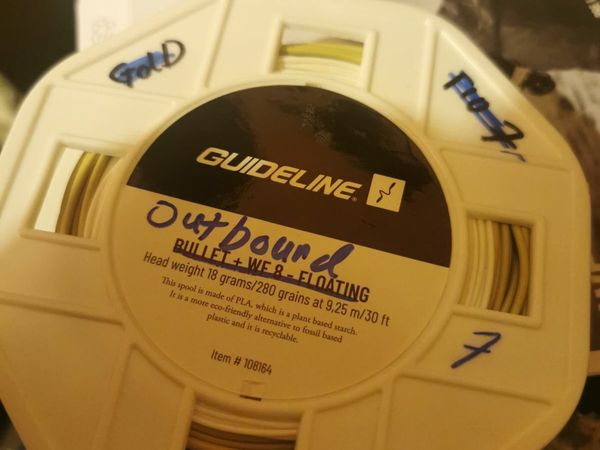 GOLD
GUIDELINE®
Outbound
BULLET + WF 8 - FLOATING
Head weight 18 grams/280 grains at 9,25 m/30 ft
This spool is made of PLA, which is a plant based starch.
It is a more eco-friendly alternative to fossil based
plastic and it is recyclable.
Item # 108164
7